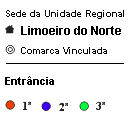 Sede da Unidade Regional
Limoeiro do Norte
Comarca Vinculada
Entrância
1ª 2ª 3ª